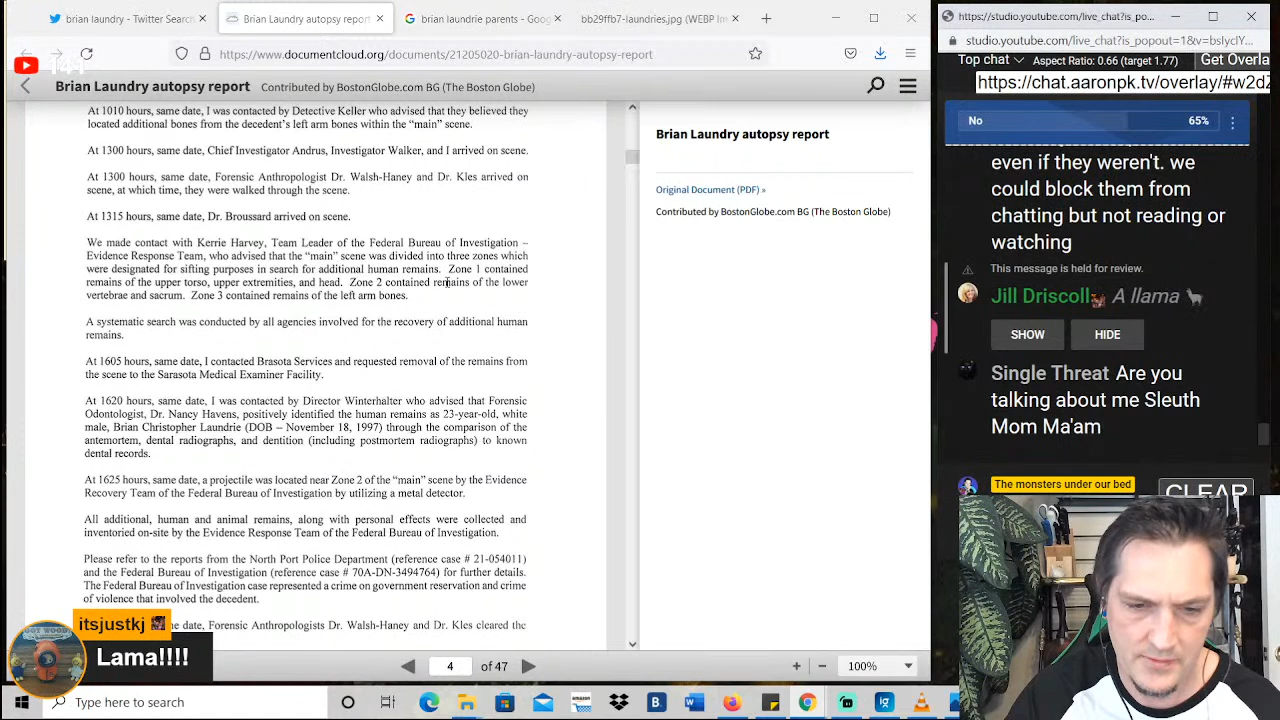 brian laundry - Twitter Search
Brian Laundry autopsy report
brian laundrie parents - Goog
bb29ffb7-laundries.jpg (WEBP Im
https://studio.youtube.com/live_chat?is_po...
https://www.documentcloud.org/documents/2120503
brian-laundry-autopsy-report
studio.youtube.com/live_chat?is_popout=1&v=bslyclY...
141
Top chat
Aspect Ratio: 0.66 (target 1.77)
Get Overla
Brian Laundry autopsy report
Contributed by BostonGlobe.com BG (The Boston Globe)
https://chat.aaronpk.tv/overlay/#w2dZ
At 1010 hours, same date, I was contacted by Detective Keller who advised that they believed they
located additional bones from the decedent's left arm bones within the "main" scene.
At 1300 hours, same date, Chief Investigator Andrus, Investigator Walker, and I arrived on scene.
At 1300 hours, same date, Forensic Anthropologist Dr. Walsh-Haney and Dr. Kles arrived on
scene, at which time, they were walked through the scene.
At 1315 hours, same date, Dr. Broussard arrived on scene.
We made contact with Kerrie Harvey, Team Leader of the Federal Bureau of Investigation –
Evidence Response Team, who advised that the "main" scene was divided into three zones which
were designated for sifting purposes in search for additional human remains. Zone 1 contained
remains of the upper torso, upper extremities, and head. Zone 2 contained remains of the lower
vertebrae and sacrum. Zone 3 contained remains of the left arm bones.
A systematic search was conducted by all agencies involved for the recovery of additional human
remains.
At 1605 hours, same date, I contacted Brasota Services and requested removal of the remains from
the scene to the Sarasota Medical Examiner Facility.
At 1620 hours, same date, I was contacted by Director Winterhalter who advised that Forensic
Odontologist, Dr. Nancy Havens, positively identified the human remains as 23-year-old, white
male, Brian Christopher Laundrie (DOB – November 18, 1997) through the comparison of the
antemortem, dental radiographs, and dentition (including postmortem radiographs) to known
dental records.
At 1625 hours, same date, a projectile was located near Zone 2 of the "main" scene by the Evidence
Recovery Team of the Federal Bureau of Investigation by utilizing a metal detector.
All additional, human and animal remains, along with personal effects were collected and
inventoried on-site by the Evidence Response Team of the Federal Bureau of Investigation.
Please refer to the reports from the North Port Police Department (reference case # 21-054011)
and the Federal Bureau of Investigation (reference case # 70A-DN-3494764) for further details.
The Federal Bureau of Investigation case represented a crime on government reservation and crime
of violence that involved the decedent.
me date, Forensic Anthropologists Dr. Walsh-Haney and Dr. Kles cleared the
Brian Laundry autopsy report
Original Document (PDF) »
Contributed by BostonGlobe.com BG (The Boston Globe)
No 65%
even if they weren't. we
could block them from
chatting but not reading or
watching
This message is held for review.
Jill Driscoll A llama
SHOW HIDE
Single Threat Are you
talking about me Sleuth
Mom Ma'am
The monsters under our bed
CLEAR
itsjustkj
Lama!!!!
4 of 47
100%
Type here to search